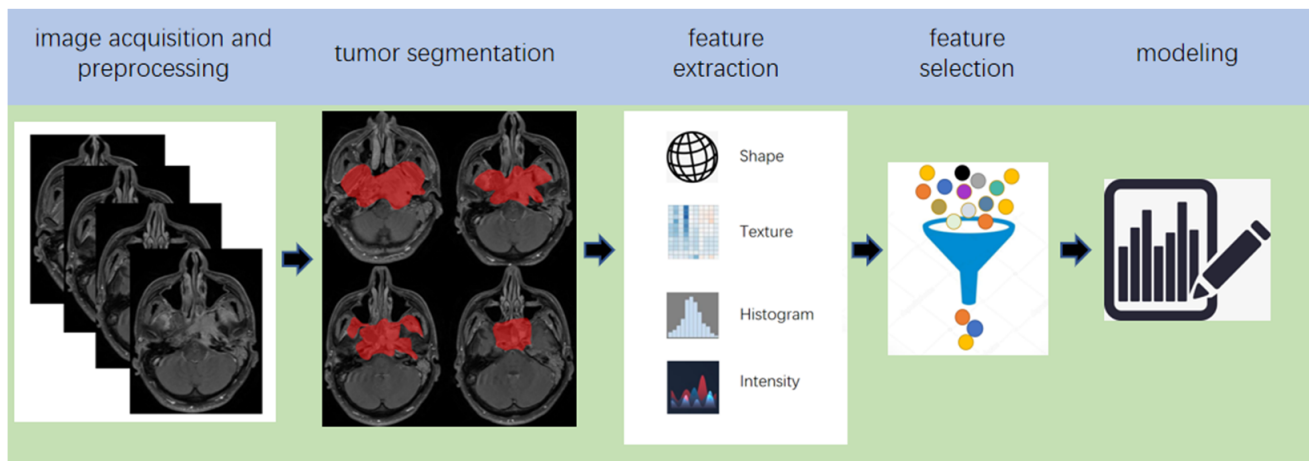 image acquisition and
preprocessing
tumor segmentation
feature
extraction
feature
selection
modeling
Shape
Texture
Histogram
Intensity